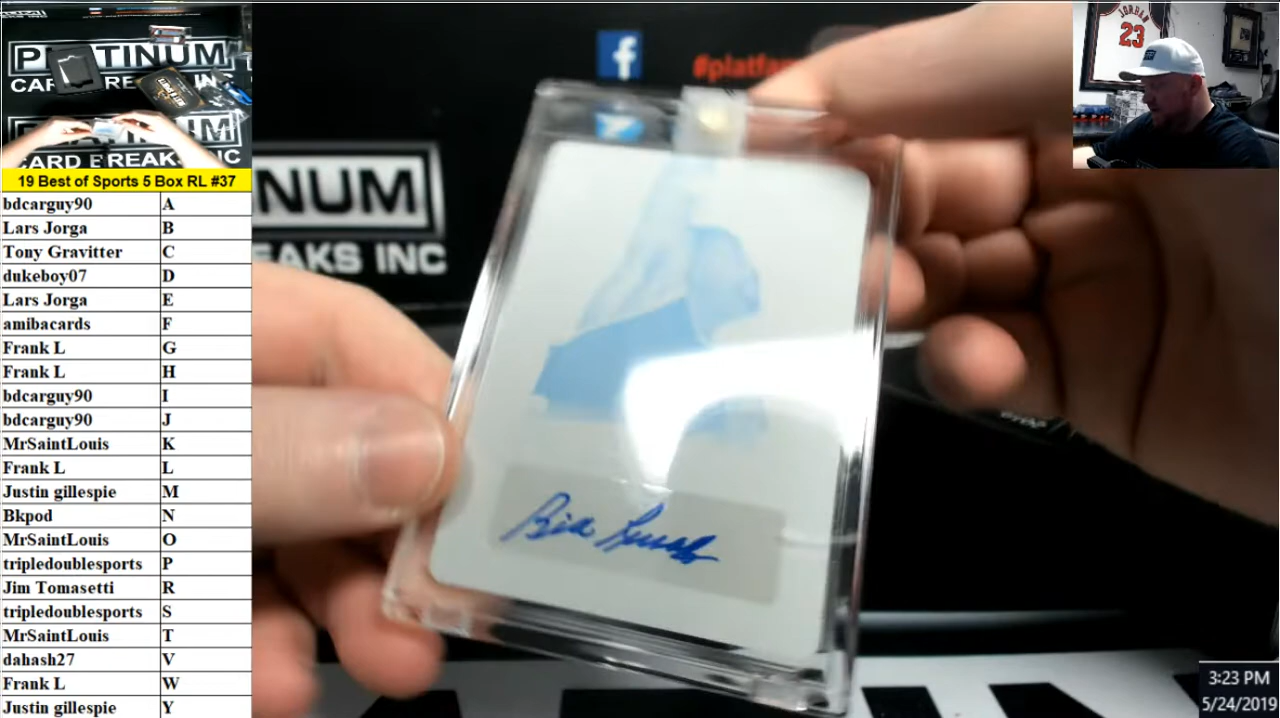 PLATINUM
CARD BREAKS INC
#platfam
NUM
EAKS INC
JORDAN
23
19 Best of Sports 5 Box RL #37
bdcarguy90 A
Lars Jorga B
Tony Gravitter C
dukeboy07 D
Lars Jorga E
amibacards F
Frank L G
Frank L H
bdcarguy90 I
bdcarguy90 J
MrSaintLouis K
Frank L L
Justin gillespie M
Bkpod N
MrSaintLouis O
tripledoublesports P
Jim Tomasetti R
tripledoublesports S
MrSaintLouis T
dahash27 V
Frank L W
Justin gillespie Y
3:23 PM
5/24/2019